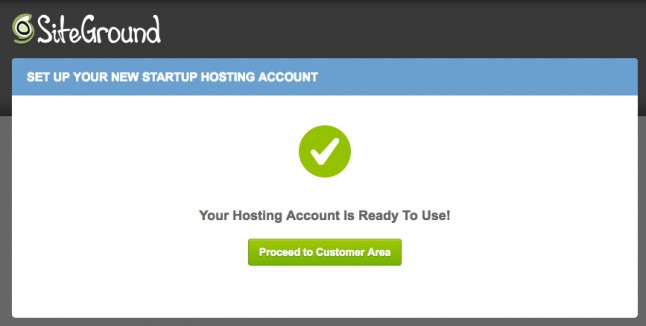 SiteGround
SET UP YOUR NEW STARTUP HOSTING ACCOUNT
Your Hosting Account Is Ready To Use!
Proceed to Customer Area